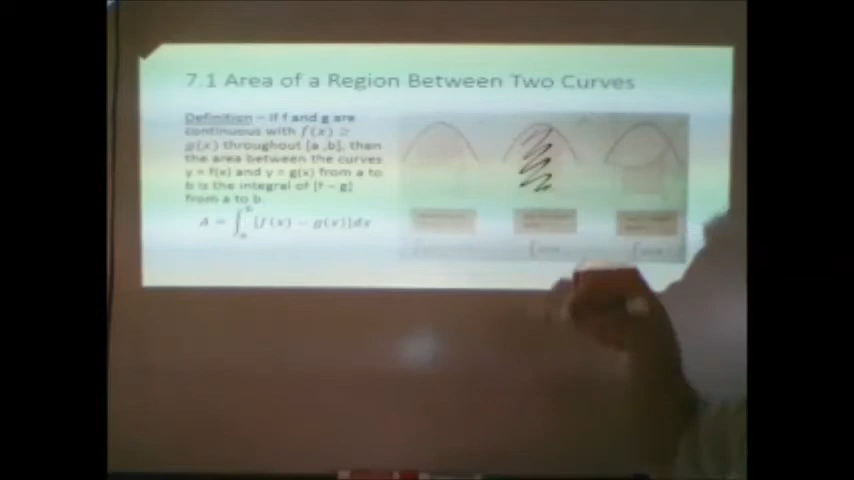 7.1 Area of a Region Between Two Curves
Definition – If f and g are
continuous with f(x) ≥
g(x) throughout [a ,b], then
the area between the curves
y = f(x) and y = g(x) from a to
b is the integral of [f – g]
from a to b.
A = ∫ [f(x) − g(x)]dx